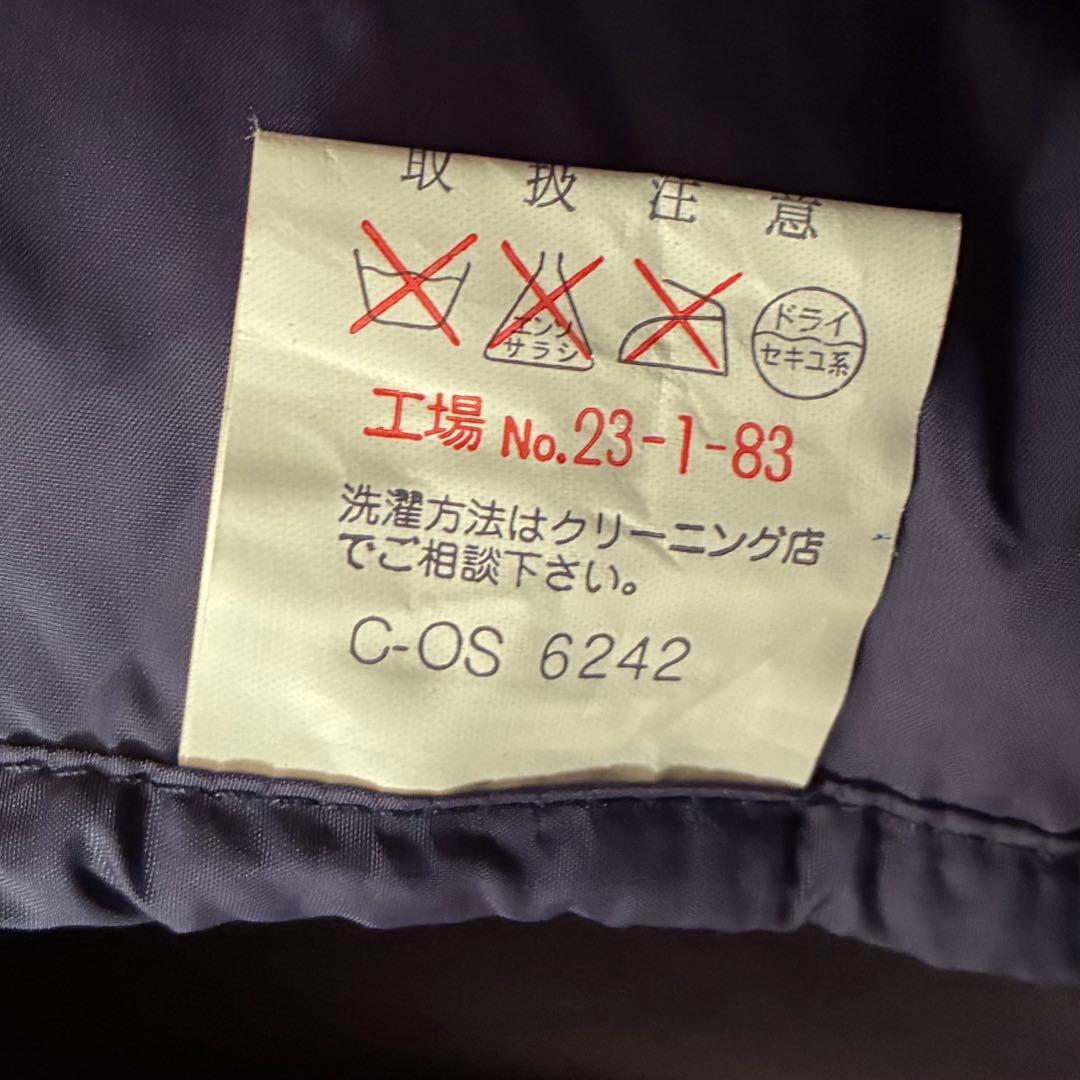 取扱注意
エンソ
サラシ
ドライ
セキユ系
工場 No.23-1-83
洗濯方法はクリーニング店
でご相談下さい。
C-OS 6242